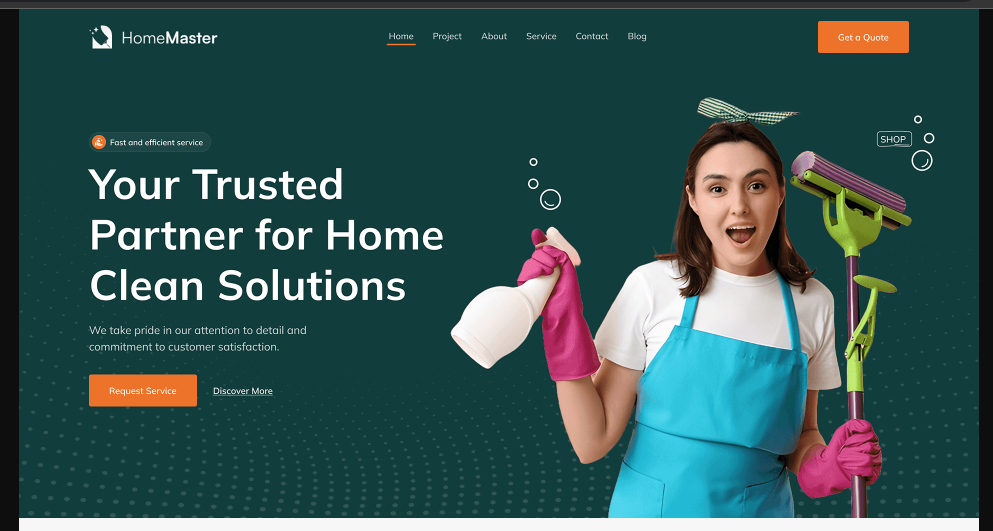 HomeMaster
Home Project About Service Contact Blog
Get a Quote
Fast and efficient service
SHOP
Your Trusted
Partner for Home
Clean Solutions
We take pride in our attention to detail and
commitment to customer satisfaction.
Request Service
Discover More